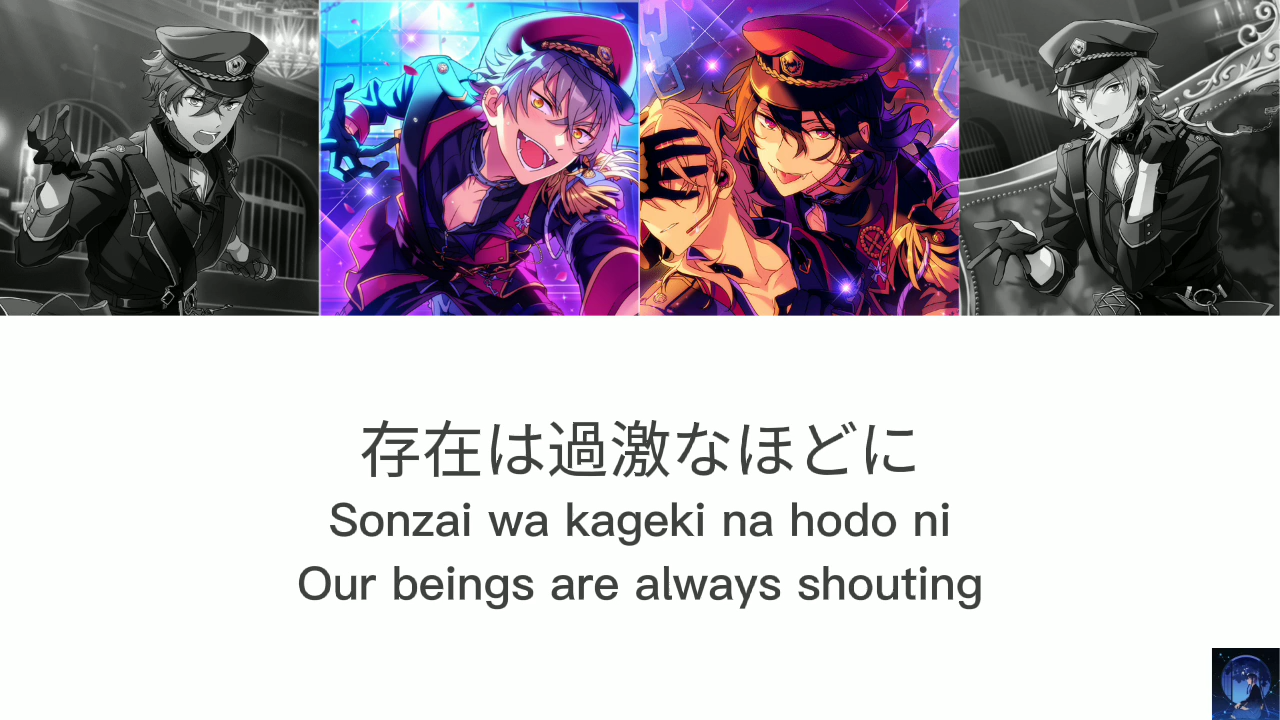 存在は過激なほどに
Sonzai wa kageki na hodo ni
Our beings are always shouting